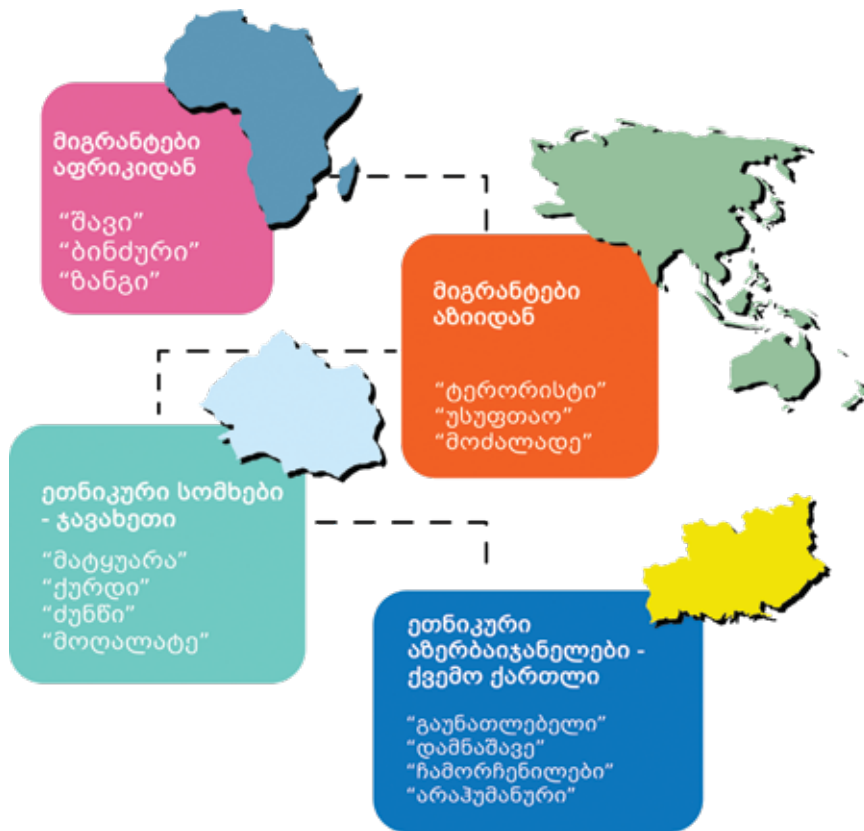 მიგრანტები
აფრიკიდან
“შავი”
“ბინძური”
“ზანგი”
მიგრანტები
აზიიდან
“ტერორისტი”
“უსუფთაო”
“მოძალადე”
ეთნიკური სომხები
- ჯავახეთი
“მატყუარა”
“ქურდი”
“ძუნწი”
“მოღალატე”
ეთნიკური
აზერბაიჯანელები -
ქვემო ქართლი
“გაუნათლებელი”
“დამნაშავე”
“ჩამორჩენილები”
“არაჰუმანური”